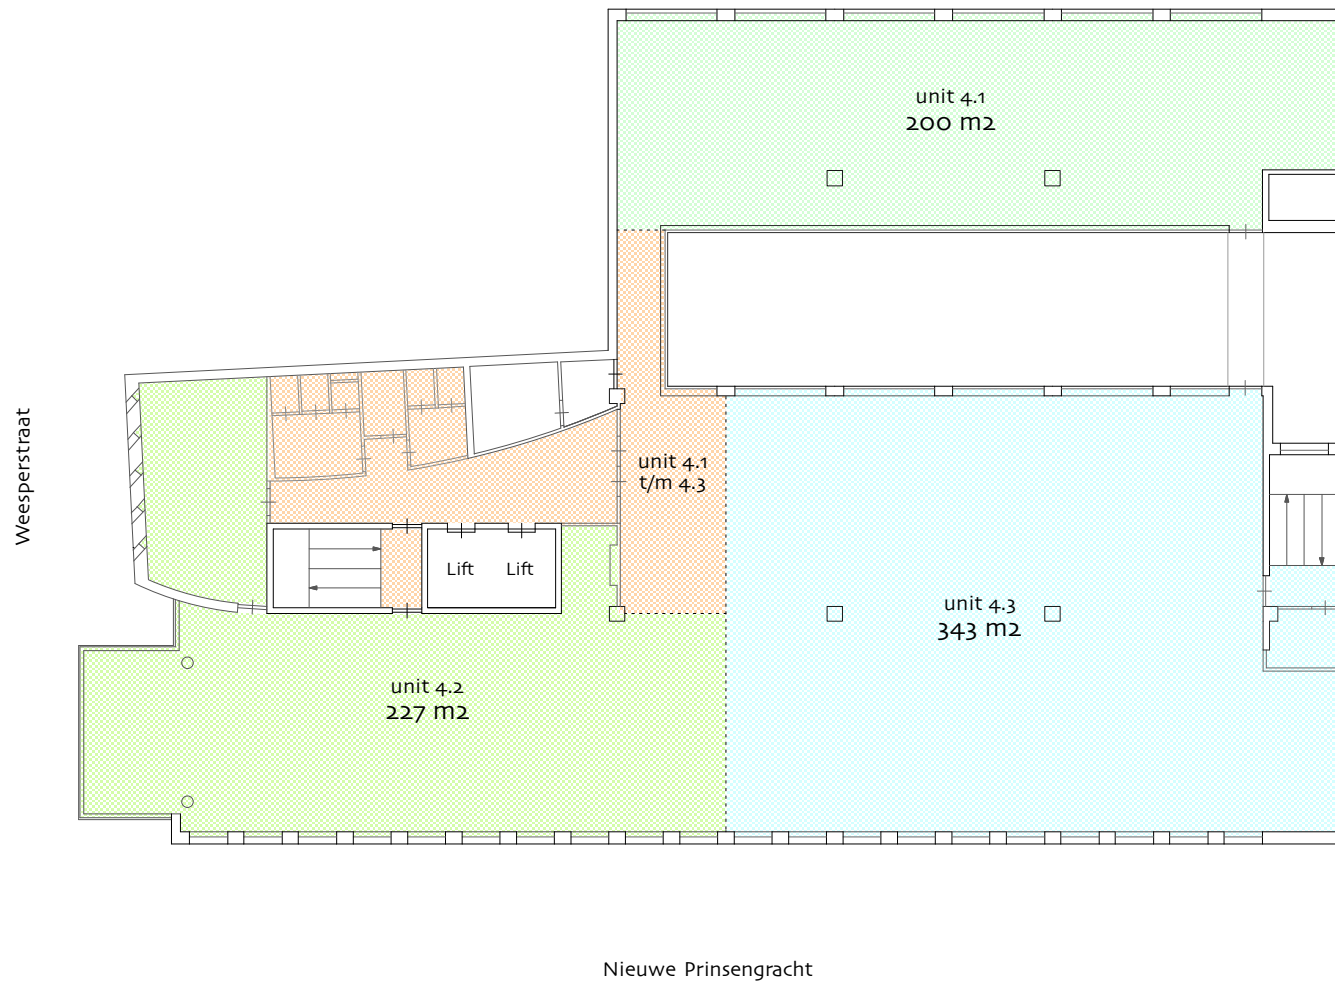 unit 4.1
200 m2
Weesperstraat
unit 4.1
t/m 4.3
Lift Lift
unit 4.3
343 m2
unit 4.2
227 m2
Nieuwe Prinsengracht